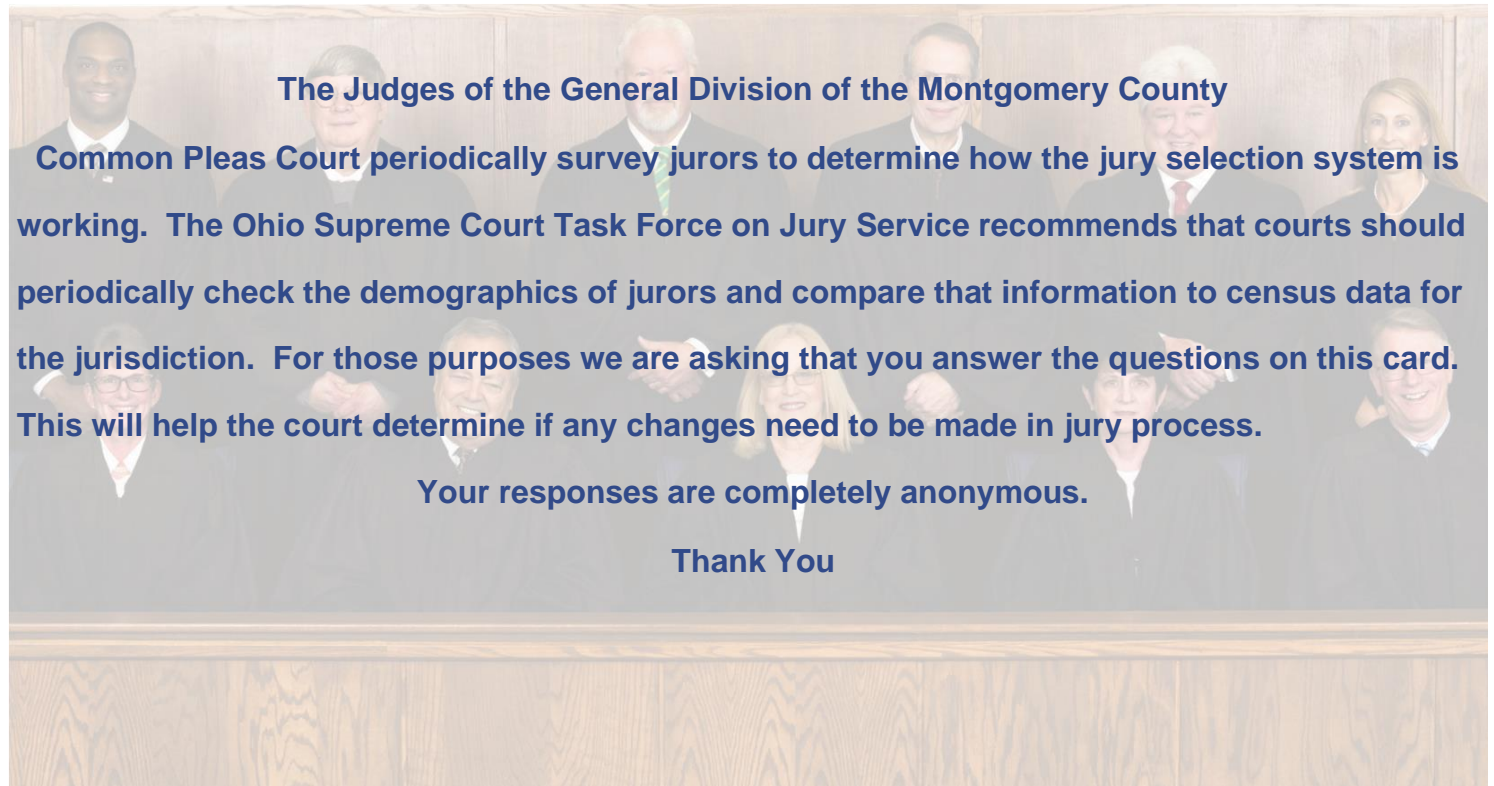 The Judges of the General Division of the Montgomery County
Common Pleas Court periodically survey jurors to determine how the jury selection system is
working.  The Ohio Supreme Court Task Force on Jury Service recommends that courts should
periodically check the demographics of jurors and compare that information to census data for
the jurisdiction.  For those purposes we are asking that you answer the questions on this card.
This will help the court determine if any changes need to be made in jury process.
Your responses are completely anonymous.
Thank You